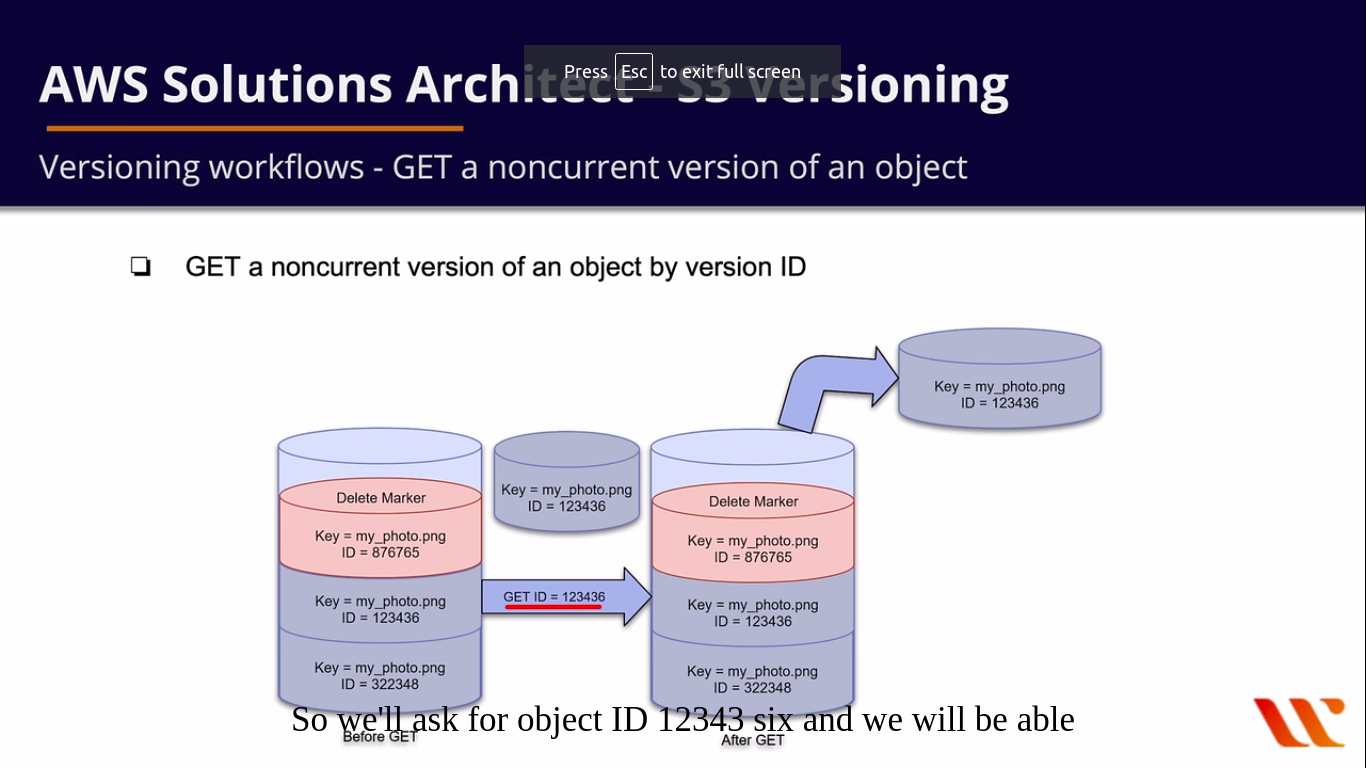 AWS Solutions Architect - S3 Versioning
Press Esc to exit full screen
Versioning workflows - GET a noncurrent version of an object
❏ GET a noncurrent version of an object by version ID
Key = my_photo.png
ID = 123436
Delete Marker
Key = my_photo.png
ID = 876765
Key = my_photo.png
ID = 123436
Key = my_photo.png
ID = 322348
Key = my_photo.png
ID = 123436
GET ID = 123436
Delete Marker
Key = my_photo.png
ID = 876765
Key = my_photo.png
ID = 123436
Key = my_photo.png
ID = 322348
So we'll ask for object ID 12343 six and we will be able
Before GET
After GET